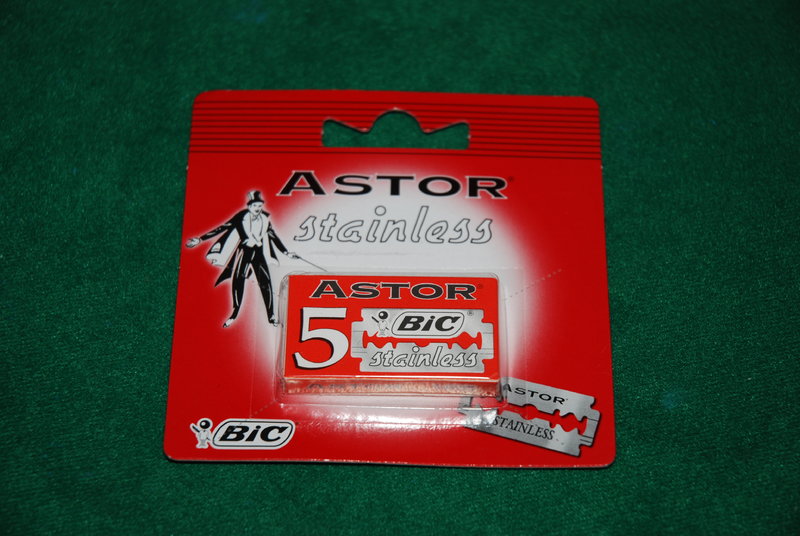 ASTOR
stainless
ASTOR
5 BiC®
stainless
ASTOR
STAINLESS
BiC